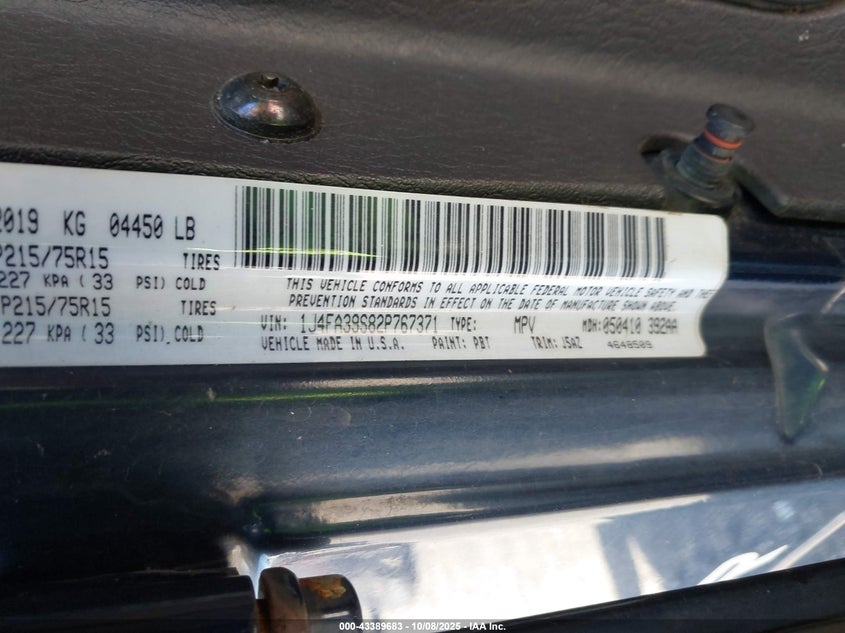 2019 KG 04450 LB
P215/75R15 TIRES
227 KPA ( 33 PSI) COLD
P215/75R15 TIRES
227 KPA ( 33 PSI) COLD
THIS VEHICLE CONFORMS TO ALL APPLICABLE FEDERAL MOTOR VEHICLE SAFETY AND THEFT
PREVENTION STANDARDS IN EFFECT ON THE DATE OF MANUFACTURE SHOWN ABOVE.
VIN: 1J4FA39S82P767371 TYPE: MPV MDH: 050410 392AA
VEHICLE MADE IN U.S.A. PAINT: PBT TRIM: J5AZ 4648509
000-43389683 - 10/08/2025 - IAA Inc.